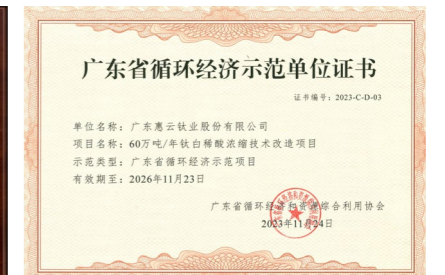 广东省循环经济示范单位证书
证书编号：2023-C-D-03
单位名称：广东惠云钛业股份有限公司
项目名称：60万吨/年钛白稀酸浓缩技术改造项目
示范类型：广东省循环经济示范项目
有效期至：2026年11月23日
广东省循环经济和资源综合利用协会
2023年11月24日